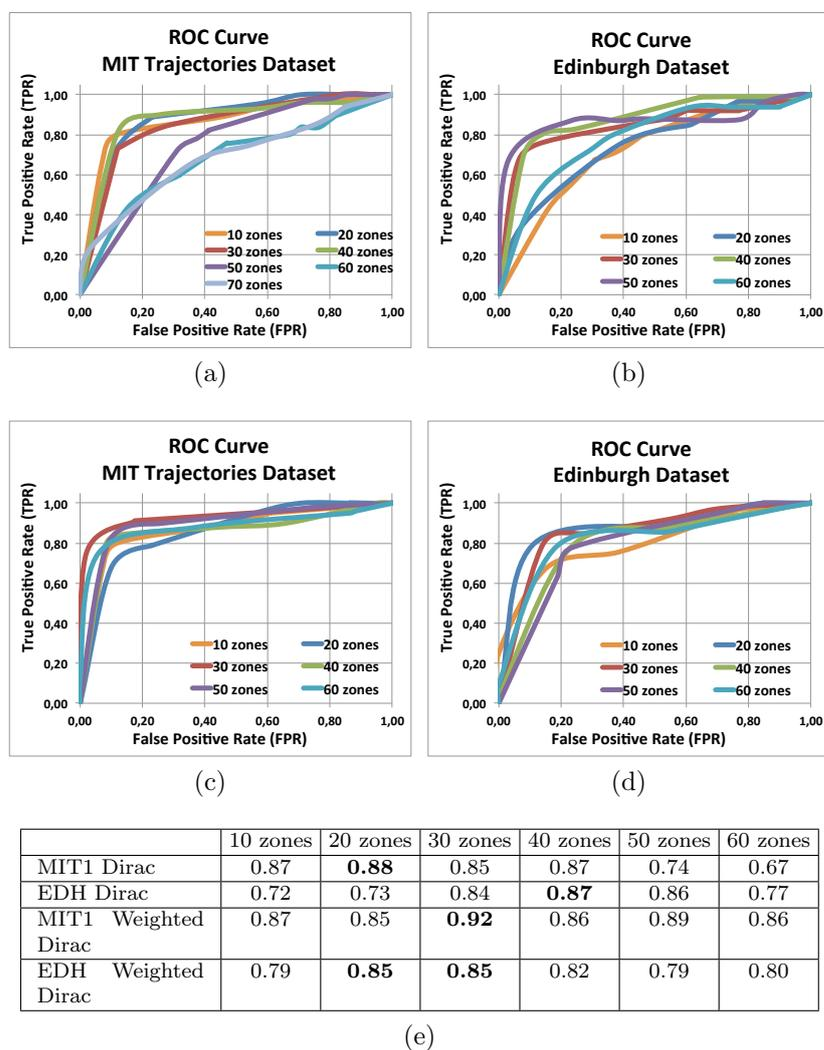 ROC Curve
MIT Trajectories Dataset
True Positive Rate (TPR)
1,00
0,80
0,60
0,40
0,20
0,00
10 zones 20 zones
30 zones 40 zones
50 zones 60 zones
70 zones
0,00 0,20 0,40 0,60 0,80 1,00
False Positive Rate (FPR)
(a)
ROC Curve
Edinburgh Dataset
True Positive Rate (TPR)
1,00
0,80
0,60
0,40
0,20
0,00
10 zones 20 zones
30 zones 40 zones
50 zones 60 zones
0,00 0,20 0,40 0,60 0,80 1,00
False Positive Rate (FPR)
(b)
ROC Curve
MIT Trajectories Dataset
True Positive Rate (TPR)
1,00
0,80
0,60
0,40
0,20
0,00
10 zones 20 zones
30 zones 40 zones
50 zones 60 zones
0,00 0,20 0,40 0,60 0,80 1,00
False Positive Rate (FPR)
(c)
ROC Curve
Edinburgh Dataset
True Positive Rate (TPR)
1,00
0,80
0,60
0,40
0,20
0,00
10 zones 20 zones
30 zones 40 zones
50 zones 60 zones
0,00 0,20 0,40 0,60 0,80 1,00
False Positive Rate (FPR)
(d)
10 zones 20 zones 30 zones 40 zones 50 zones 60 zones
MIT1 Dirac 0.87 0.88 0.85 0.87 0.74 0.67
EDH Dirac 0.72 0.73 0.84 0.87 0.86 0.77
MIT1 Weighted 0.87 0.85 0.92 0.86 0.89 0.86
Dirac
EDH Weighted 0.79 0.85 0.85 0.82 0.79 0.80
Dirac
(e)